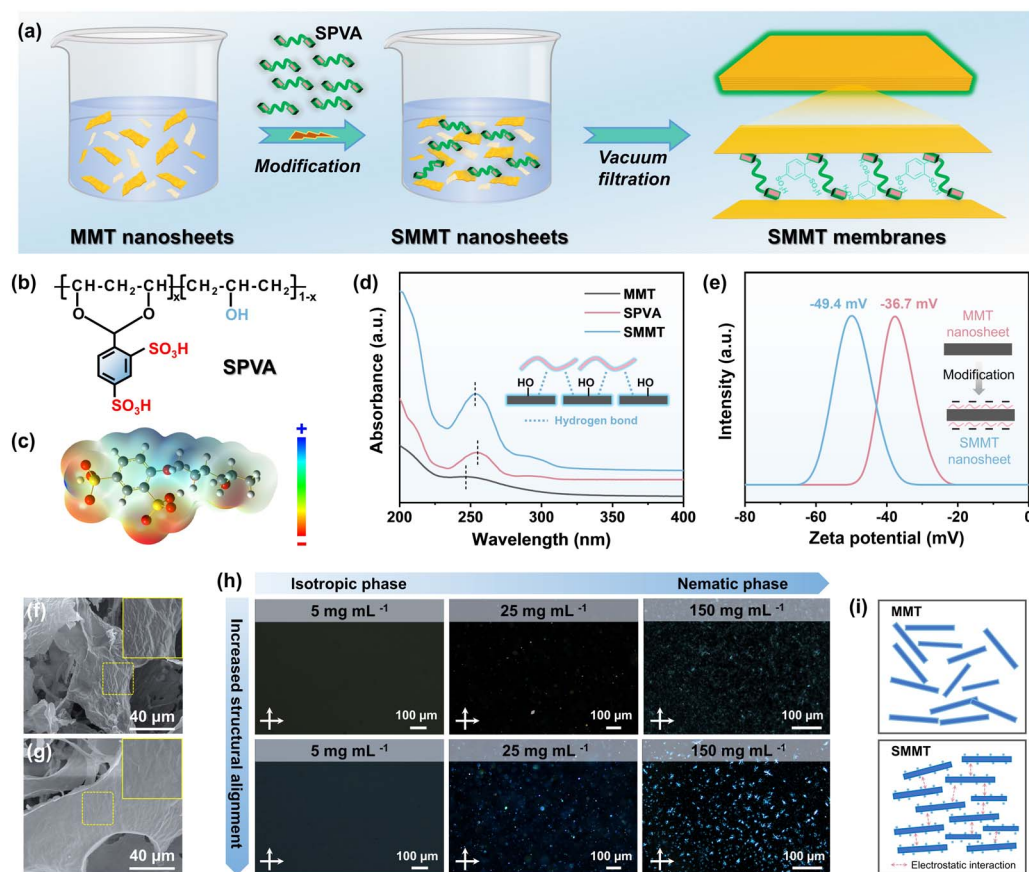 (a)
SPVA
Modification
Vacuum
filtration
MMT nanosheets
SMMT nanosheets
SMMT membranes
SO₃H
SO₃H
HO₃S
SO₃H
(b)
CH-CH₂-CH
x
CH₂-CH-CH₂
1-x
O
O
OH
SO₃H
SO₃H
SPVA
(c)
+
-
(d)
Absorbance (a.u.)
MMT
SPVA
SMMT
HO
HO
HO
Hydrogen bond
200
250
300
350
400
Wavelength (nm)
(e)
Intensity (a.u.)
-49.4 mV
-36.7 mV
MMT
nanosheet
Modification
SMMT
nanosheet
-80
-60
-40
-20
0
Zeta potential (mV)
(f)
40 μm
(g)
40 μm
(h)
Isotropic phase
Nematic phase
Increased structural alignment
5 mg mL ⁻¹
25 mg mL ⁻¹
150 mg mL ⁻¹
100 μm
100 μm
100 μm
5 mg mL ⁻¹
25 mg mL ⁻¹
150 mg mL ⁻¹
100 μm
100 μm
100 μm
(i)
MMT
SMMT
Electrostatic interaction